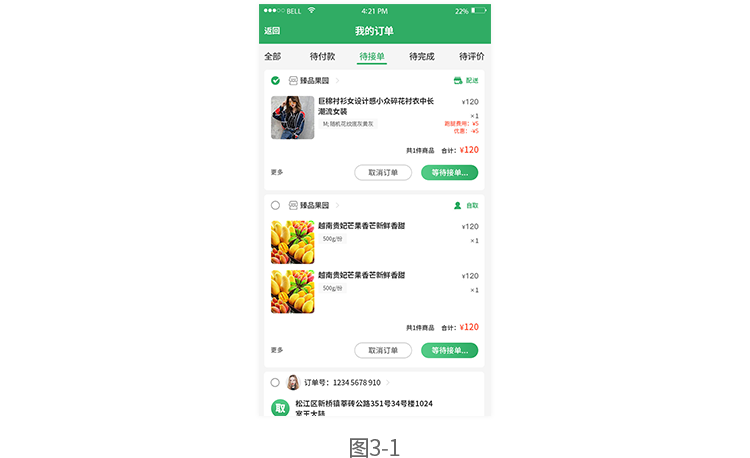 BELL 4:21 PM 22%
返回 我的订单
全部 待付款 待接单 待完成 待评价
臻品果园 配送
巨棉衬衫女设计感小众碎花衬衣中长 ¥120
潮流女装 ×1
M; 随机花纹斑灰黄灰 跑腿费用：¥5
优惠：-¥5
共1件商品 合计：¥120
更多 取消订单 等待接单...
臻品果园 自取
越南贵妃芒果香芒新鲜香甜 ¥120
500g/份 ×1
越南贵妃芒果香芒新鲜香甜 ¥120
500g/份 ×1
共1件商品 合计：¥120
更多 取消订单 等待接单...
订单号：1234 5678 910
取 松江区新桥镇莘砖公路351号34号楼1024
室王大陆
图3-1